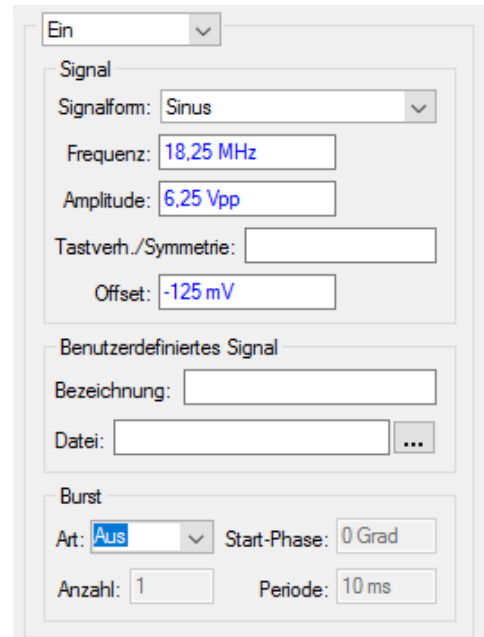 Ein
Signal
Signalform: Sinus
Frequenz: 18,25 MHz
Amplitude: 6,25 Vpp
Tastverh./Symmetrie:
Offset: -125 mV
Benutzerdefiniertes Signal
Bezeichnung:
Datei: ...
Burst
Art: Aus Start-Phase: 0 Grad
Anzahl: 1 Periode: 10 ms